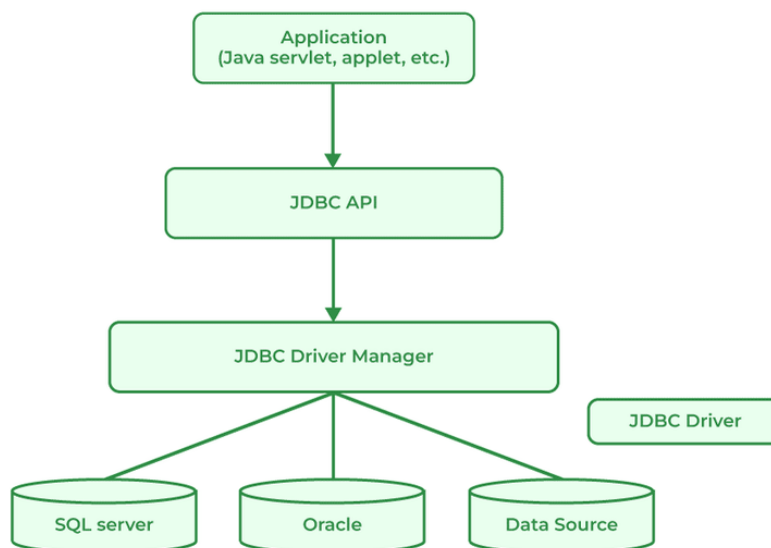 Application
(Java servlet, applet, etc.)
JDBC API
JDBC Driver Manager
JDBC Driver
SQL server
Oracle
Data Source